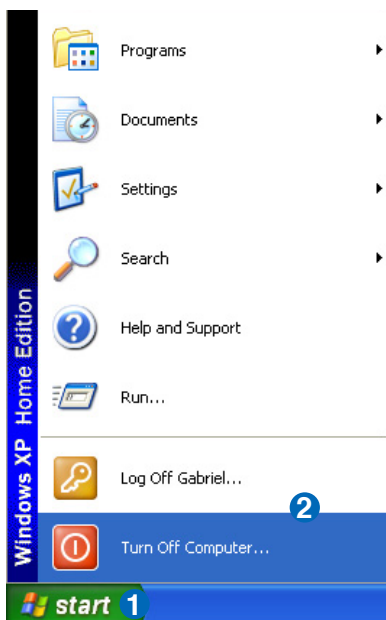 Programs
Documents
Settings
Search
Help and Support
Run...
Log Off Gabriel...
2
Turn Off Computer...
Windows XP Home Edition
start 1